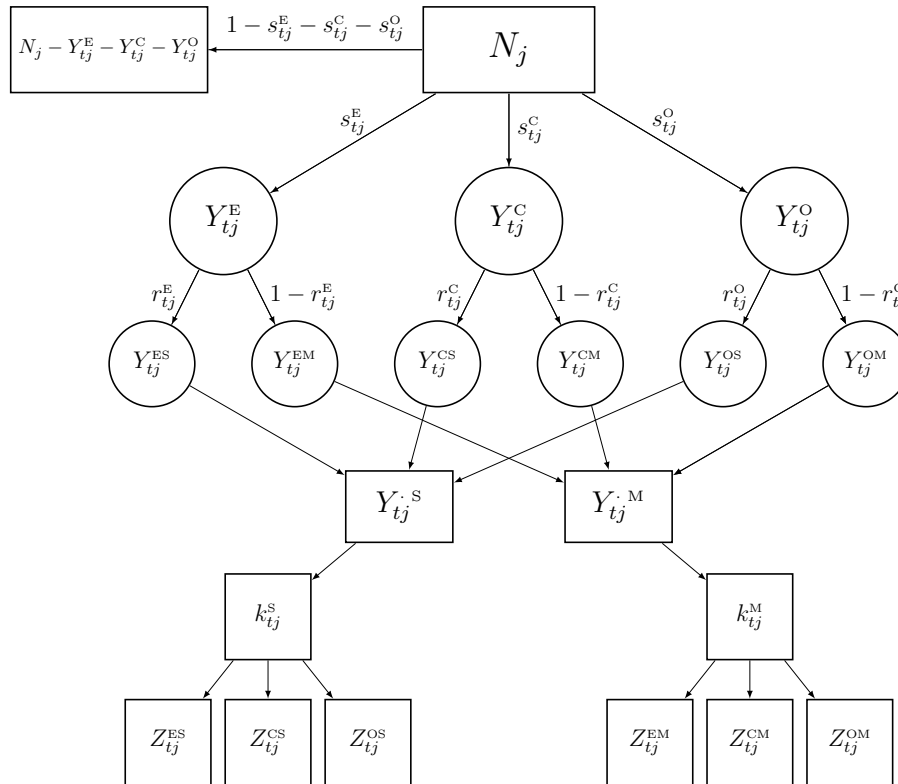 1 − s_{tj}^{E} − s_{tj}^{C} − s_{tj}^{O}
N_j − Y_{tj}^{E} − Y_{tj}^{C} − Y_{tj}^{O}
N_j
s_{tj}^{E}
s_{tj}^{C}
s_{tj}^{O}
Y_{tj}^{E}
Y_{tj}^{C}
Y_{tj}^{O}
r_{tj}^{E}
1 − r_{tj}^{E}
r_{tj}^{C}
1 − r_{tj}^{C}
r_{tj}^{O}
1 − r_{tj}
Y_{tj}^{ES}
Y_{tj}^{EM}
Y_{tj}^{CS}
Y_{tj}^{CM}
Y_{tj}^{OS}
Y_{tj}^{OM}
Y_{tj}^{· S}
Y_{tj}^{· M}
k_{tj}^{S}
k_{tj}^{M}
Z_{tj}^{ES}
Z_{tj}^{CS}
Z_{tj}^{OS}
Z_{tj}^{EM}
Z_{tj}^{CM}
Z_{tj}^{OM}